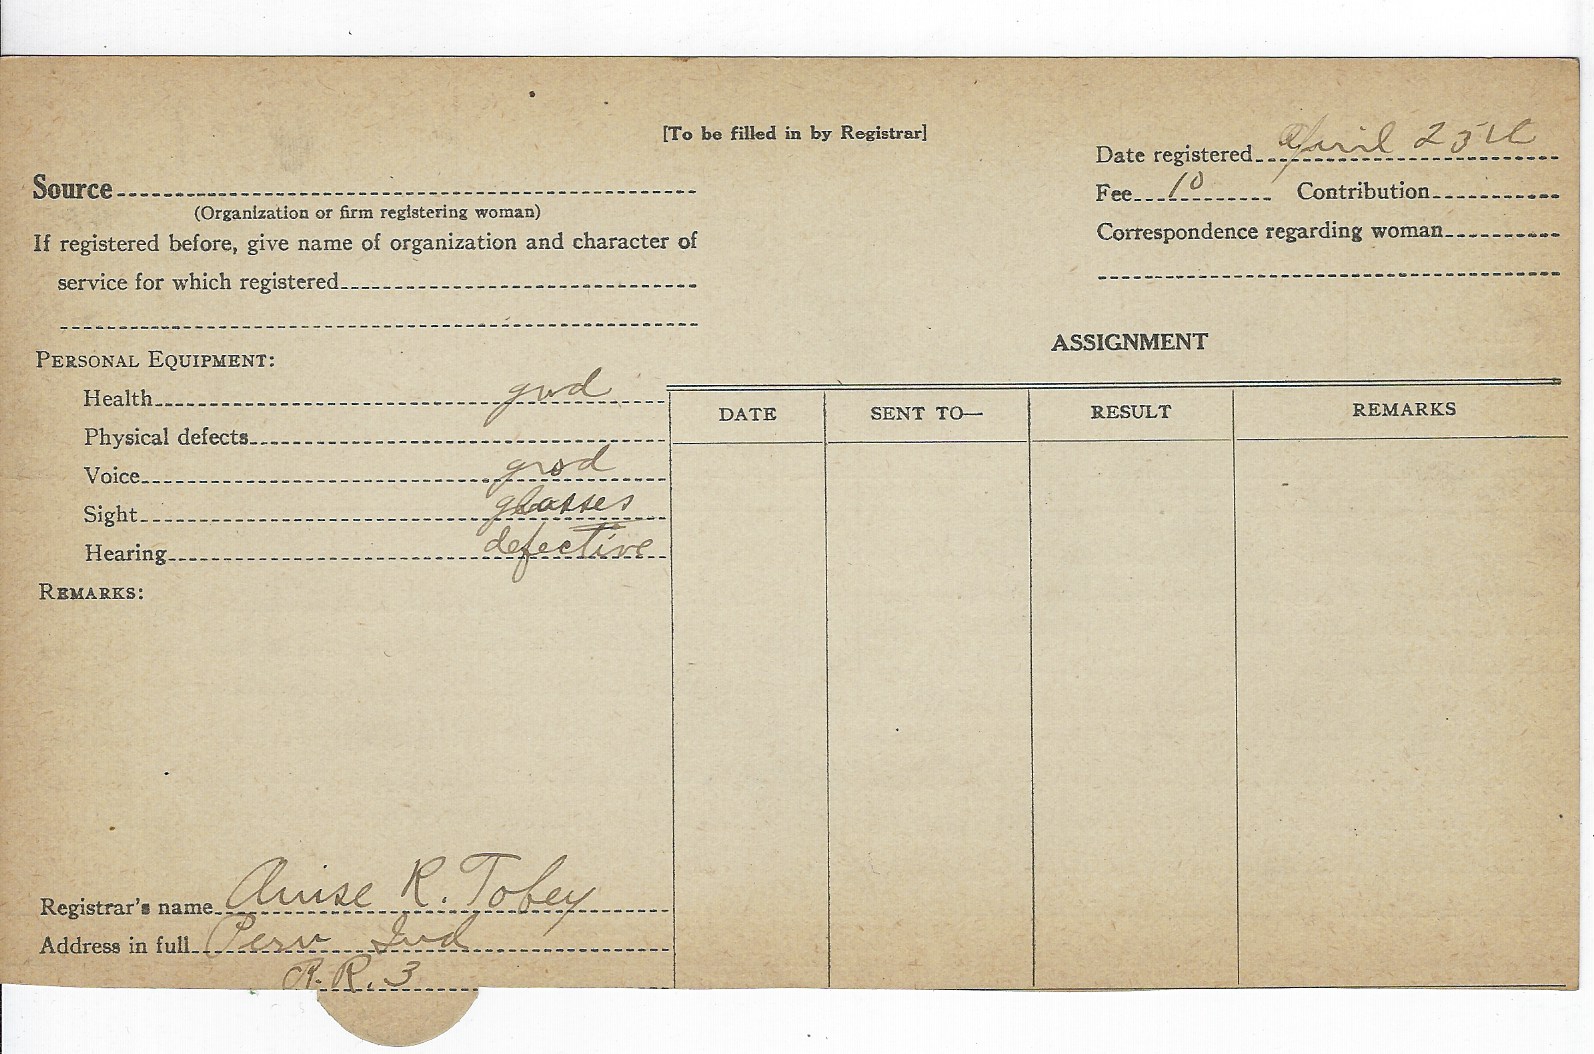 [To be filled in by Registrar]
Date registered April 25th
Fee 10 Contribution
Correspondence regarding woman
Source
(Organization or firm registering woman)
If registered before, give name of organization and character of
service for which registered
PERSONAL EQUIPMENT:
Health good
Physical defects
Voice good
Sight glasses
Hearing defective
REMARKS:
ASSIGNMENT
DATE SENT TO— RESULT REMARKS
Registrar's name Anise R. Tobey
Address in full Peru Ind
R.R. 3